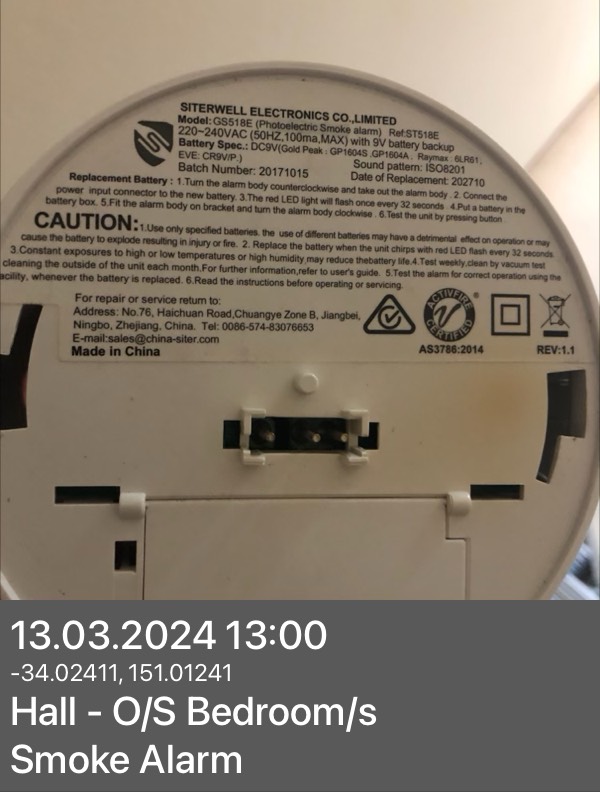 SITERWELL ELECTRONICS CO.,LIMITED
Model:GS518E (Photoelectric Smoke alarm) Ref:ST518E
220~240VAC (50HZ,100ma,MAX) with 9V battery backup
Battery Spec.: DC9V(Gold Peak : GP1604S ,GP1604A ; Raymax : 6LR61,
EVE: CR9V/P.) Sound pattern: ISO8201
Batch Number: 20171015 Date of Replacement: 202710
Replacement Battery : 1.Turn the alarm body counterclockwise and take out the alarm body . 2. Connect the
power input connector to the new battery. 3.The red LED light will flash once every 32 seconds .4.Put a battery in the
battery box. 5.Fit the alarm body on bracket and turn the alarm body clockwise . 6.Test the unit by pressing button .
CAUTION:1.Use only specified batteries. the use of different batteries may have a detrimental effect on operation or may
cause the battery to explode resulting in injury or fire. 2. Replace the battery when the unit chirps with red LED flash every 32 seconds
.3.Constant exposures to high or low temperatures or high humidity may reduce thebattery life.4.Test weekly,clean by vacuum test
cleaning the outside of the unit each month.For further information,refer to user's guide. 5.Test the alarm for correct operation using the
facility, whenever the battery is replaced. 6.Read the instructions before operating or servicing.
For repair or service return to:
Address: No.76, Haichuan Road,Chuangye Zone B, Jiangbei,
Ningbo, Zhejiang, China. Tel: 0086-574-83076653
E-mail:sales@china-siter.com
Made in China
ACTIVFIRE
CERTIFIED
®
AS3786:2014 REV:1.1
13.03.2024 13:00
-34.02411, 151.01241
Hall - O/S Bedroom/s
Smoke Alarm